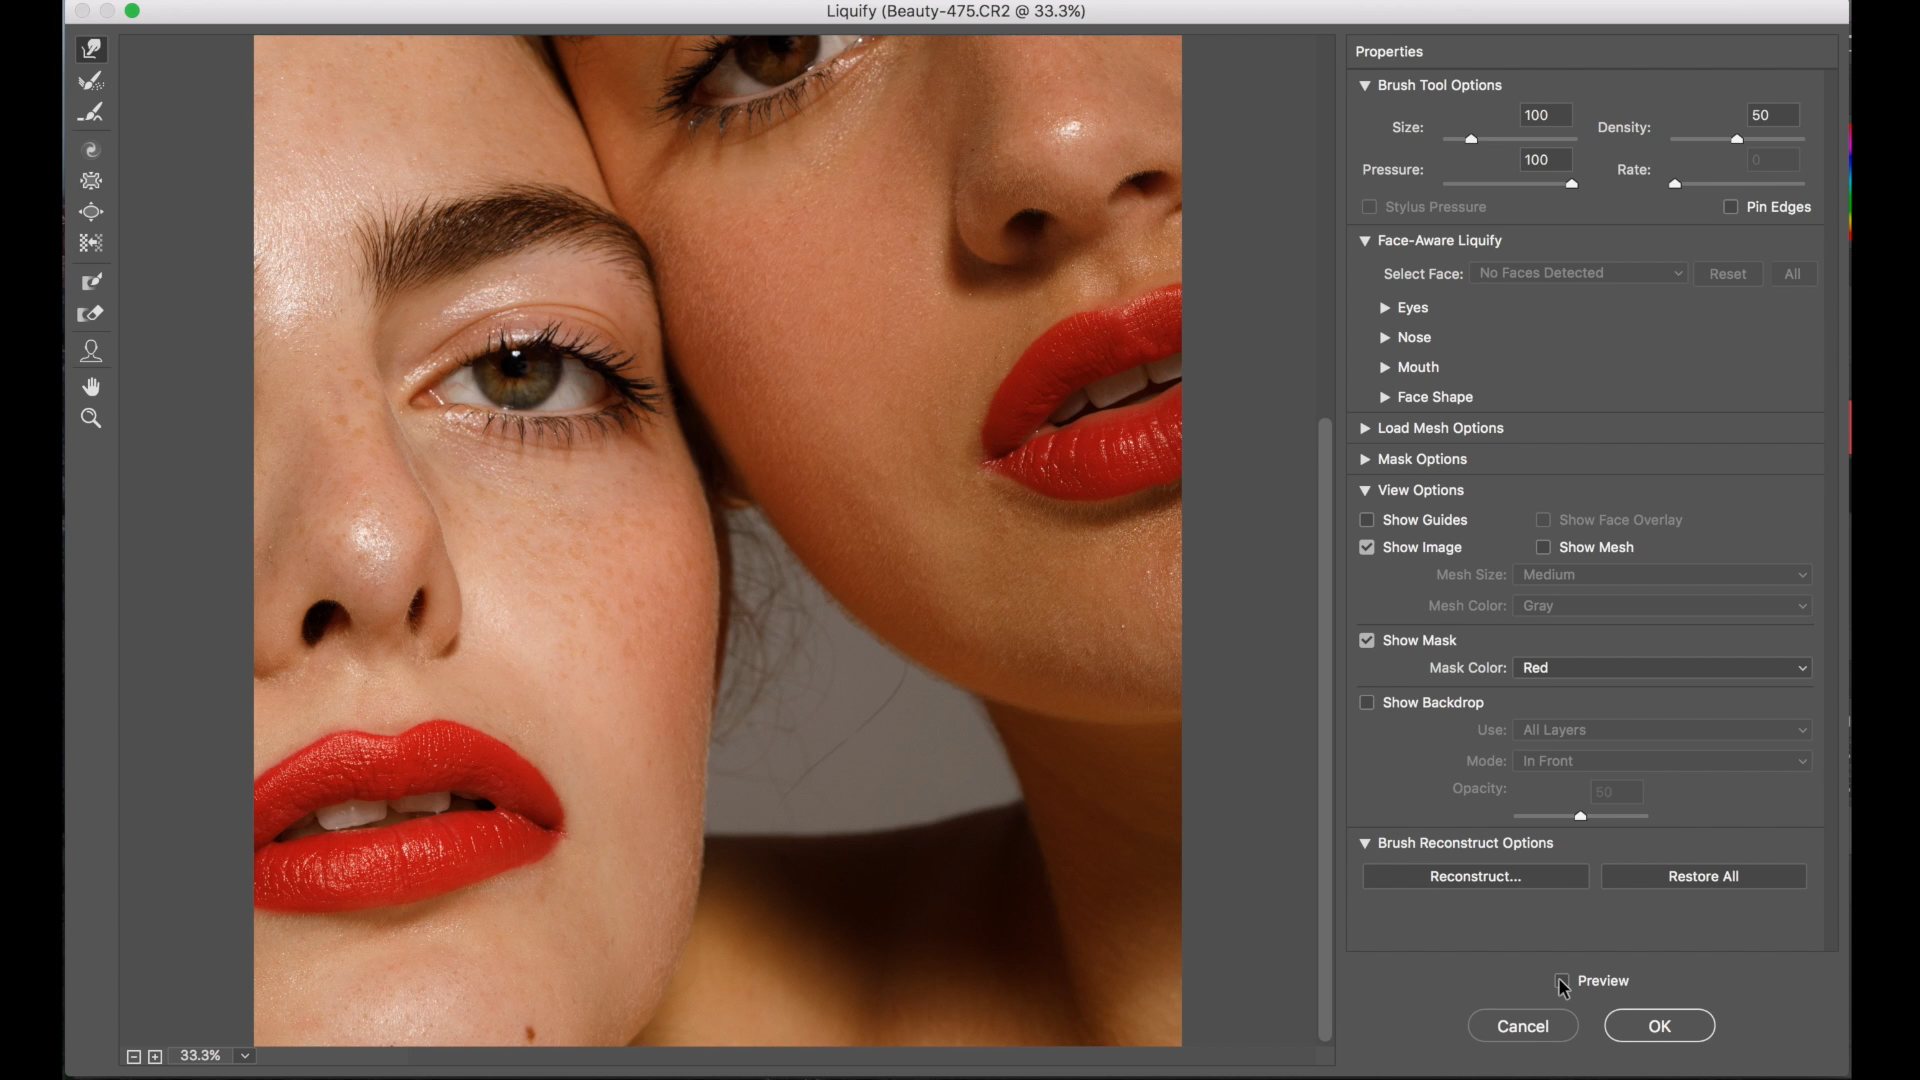 Liquify (Beauty-475.CR2 @ 33.3%)
Properties
Brush Tool Options
Size: 100 Density: 50
Pressure: 100 Rate: 0
Stylus Pressure Pin Edges
Face-Aware Liquify
Select Face: No Faces Detected Reset All
Eyes
Nose
Mouth
Face Shape
Load Mesh Options
Mask Options
View Options
Show Guides Show Face Overlay
Show Image Show Mesh
Mesh Size: Medium
Mesh Color: Gray
Show Mask
Mask Color: Red
Show Backdrop
Use: All Layers
Mode: In Front
Opacity: 50
Brush Reconstruct Options
Reconstruct... Restore All
Preview
Cancel OK
33.3%